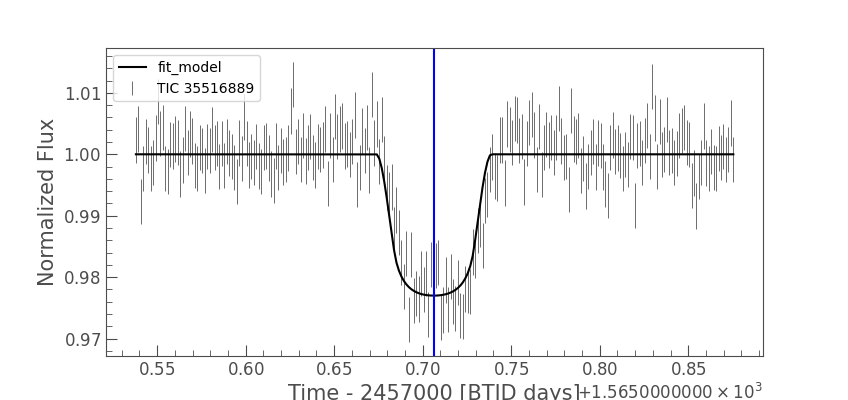 fit_model
TIC 35516889
Normalized Flux
1.01
1.00
0.99
0.98
0.97
0.55 0.60 0.65 0.70 0.75 0.80 0.85
Time - 2457000 [BTJD days]
+1.5650000000 × 10³